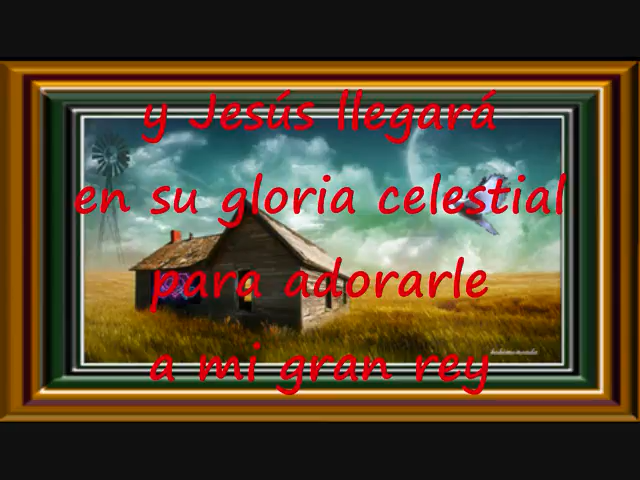 y Jesús llegará
en su gloria celestial
para adorarle
a mi gran rey